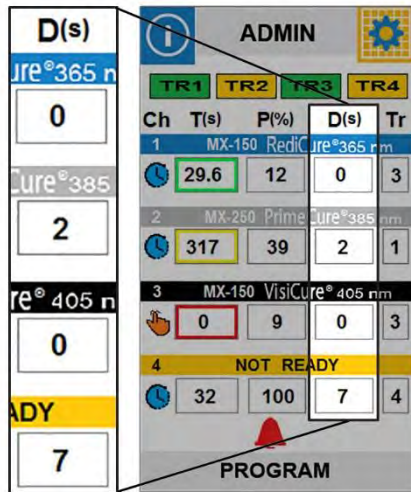 D(s)
ure®365 n
0
Cure®385
2
re® 405 n
0
ADY
7
i
ADMIN
TR1 TR2 TR3 TR4
Ch T(s) P(%) D(s) Tr
1 MX-150 RediCure®365 nm
29.6 12 0 3
2 MX-250 PrimeCure®385 nm
317 39 2 1
3 MX-150 VisiCure® 405 nm
0 9 0 3
4 NOT READY
32 100 7 4
PROGRAM